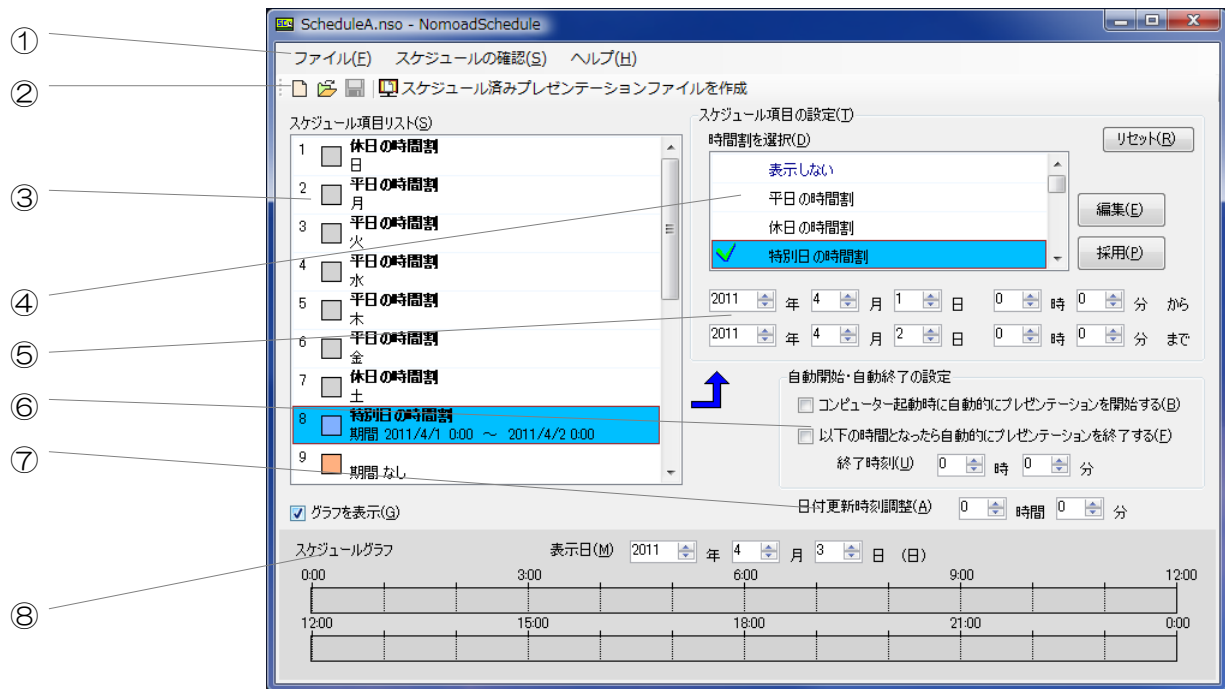 ①
②
③
④
⑤
⑥
⑦
⑧
ScheduleA.nso - NomoadSchedule
ファイル(F) スケジュールの確認(S) ヘルプ(H)
スケジュール済みプレゼンテーションファイルを作成
スケジュール項目リスト(S)
1 休日の時間割
日
2 平日の時間割
月
3 平日の時間割
火
4 平日の時間割
水
5 平日の時間割
木
6 平日の時間割
金
7 休日の時間割
土
8 特別日の時間割
期間 2011/4/1 0:00 ～ 2011/4/2 0:00
9
期間 なし
スケジュール項目の設定(T)
時間割を選択(D)
リセット(R)
表示しない
平日の時間割
休日の時間割
特別日の時間割
編集(E)
採用(P)
2011 年 4 月 1 日 0 時 0 分 から
2011 年 4 月 2 日 0 時 0 分 まで
自動開始・自動終了の設定
コンピューター起動時に自動的にプレゼンテーションを開始する(B)
以下の時間となったら自動的にプレゼンテーションを終了する(F)
終了時刻(U) 0 時 0 分
日付更新時刻調整(A) 0 時間 0 分
グラフを表示(G)
スケジュールグラフ 表示日(M) 2011 年 4 月 3 日 (日)
0:00 3:00 6:00 9:00 12:00
12:00 15:00 18:00 21:00 0:00